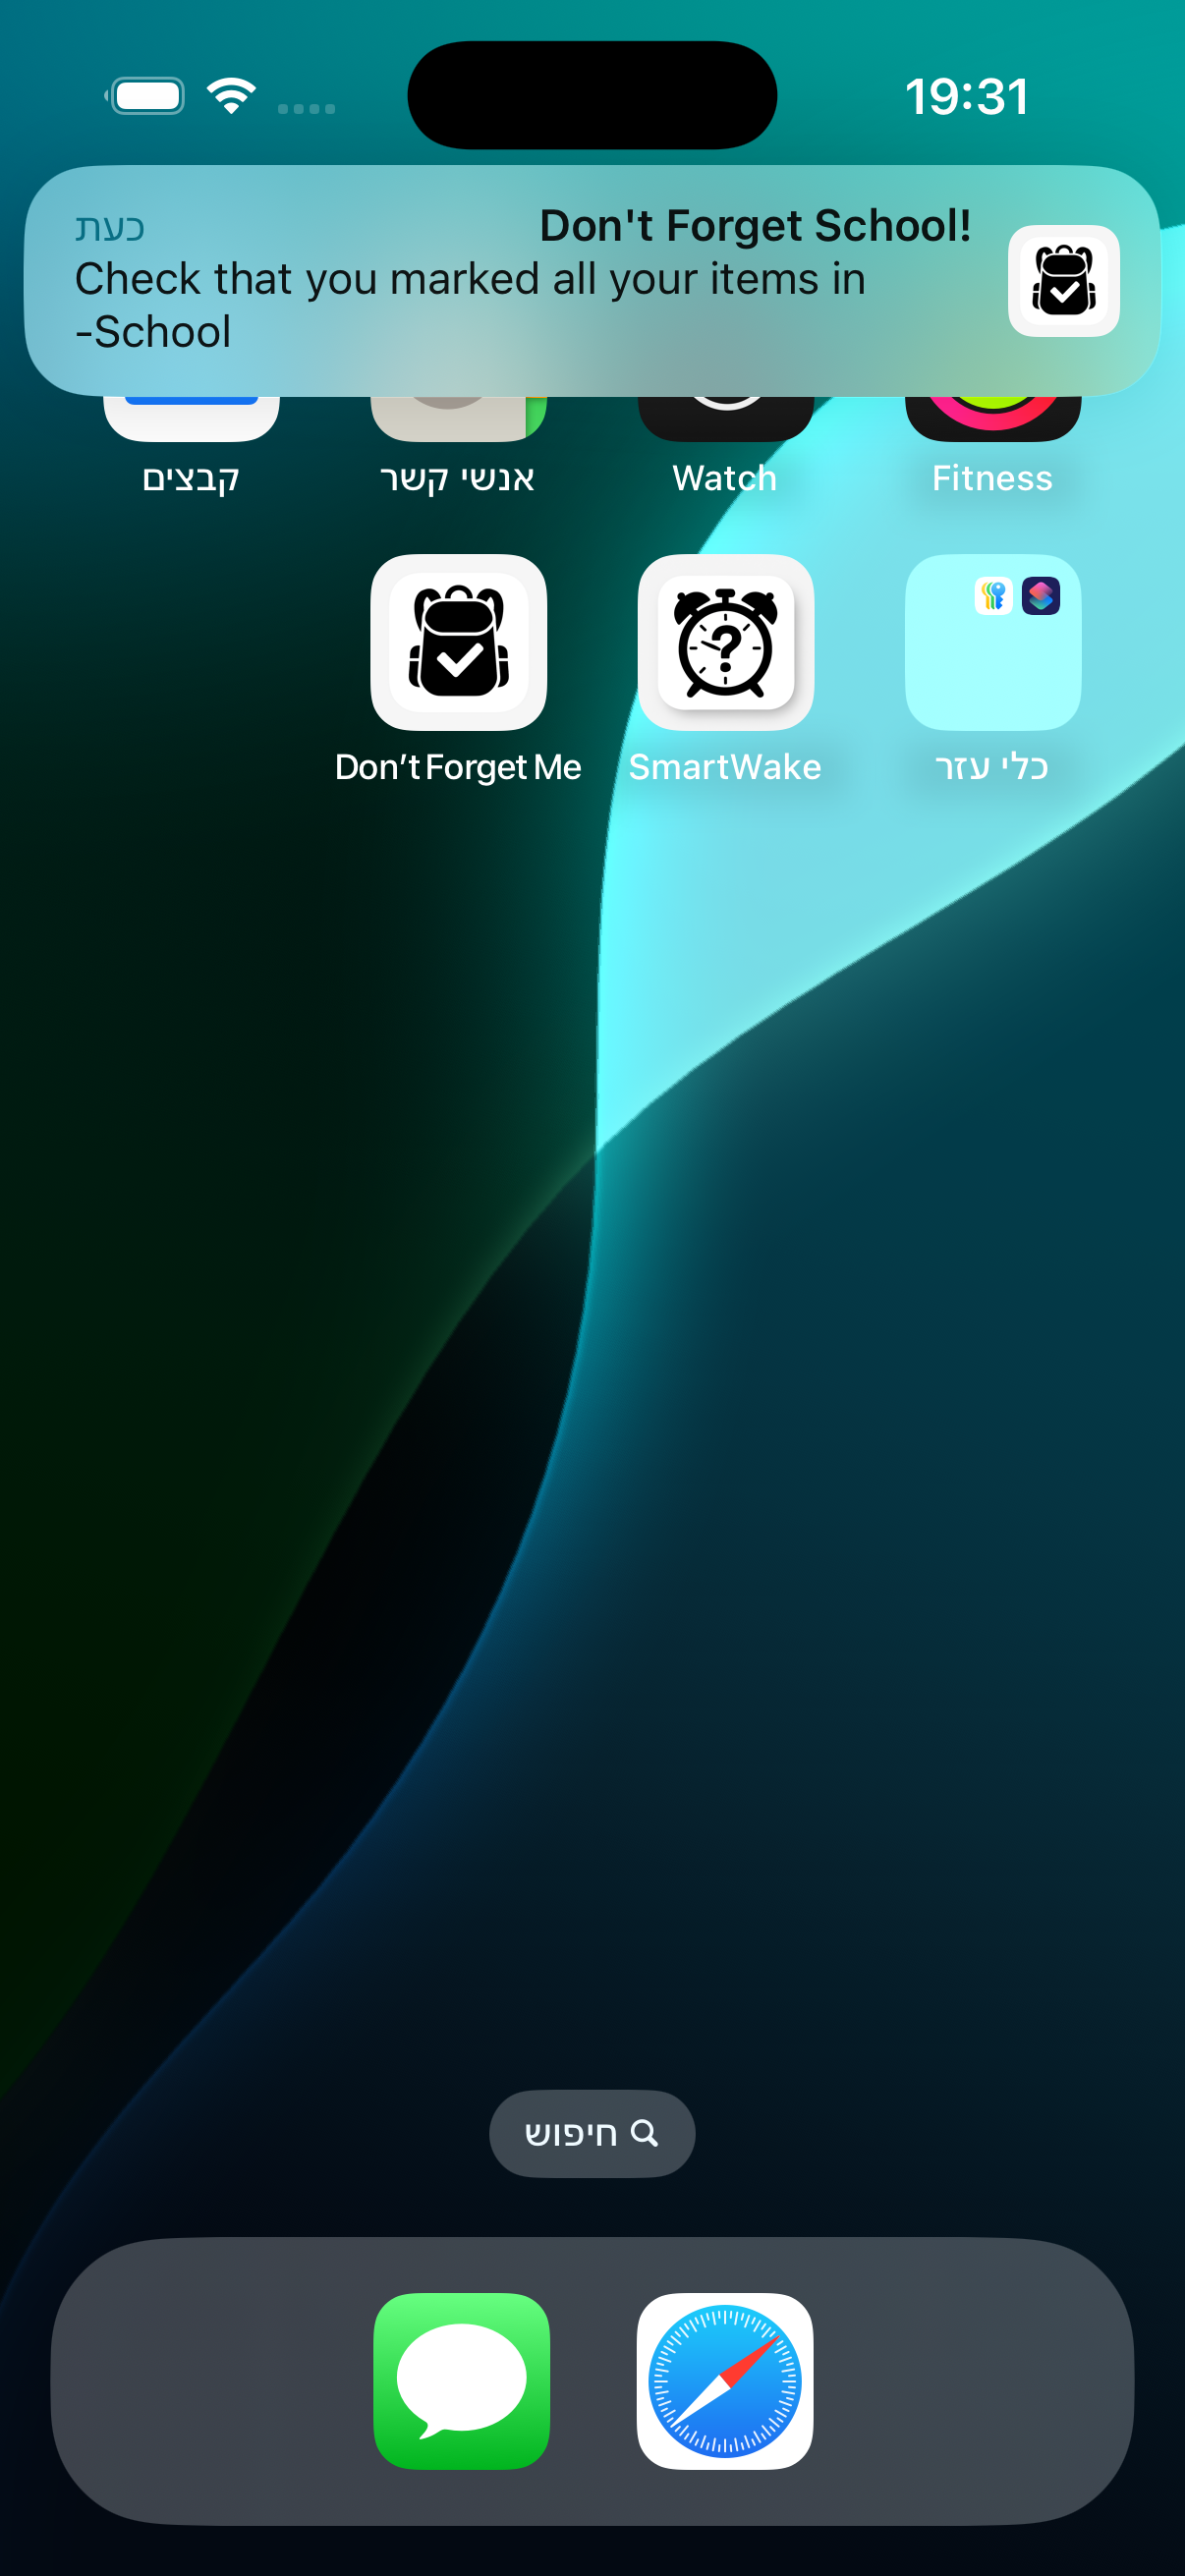 19:31
Don't Forget School!
כעת
Check that you marked all your items in
-School
Fitness
Watch
אנשי קשר
קבצים
כלי עזר
SmartWake
Don’t Forget Me
חיפוש